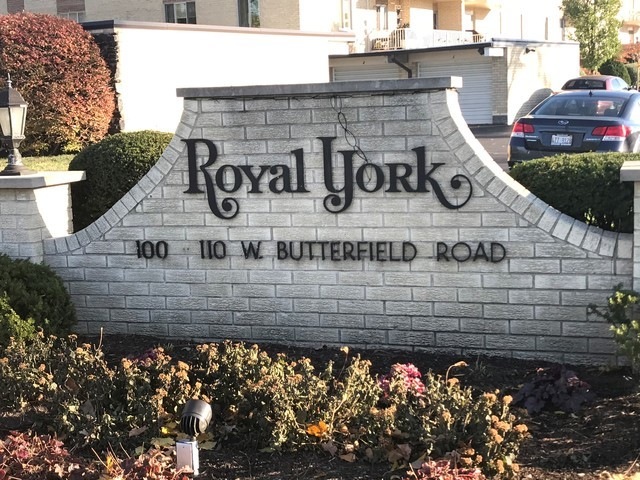 Royal York
100 110 W. BUTTERFIELD ROAD